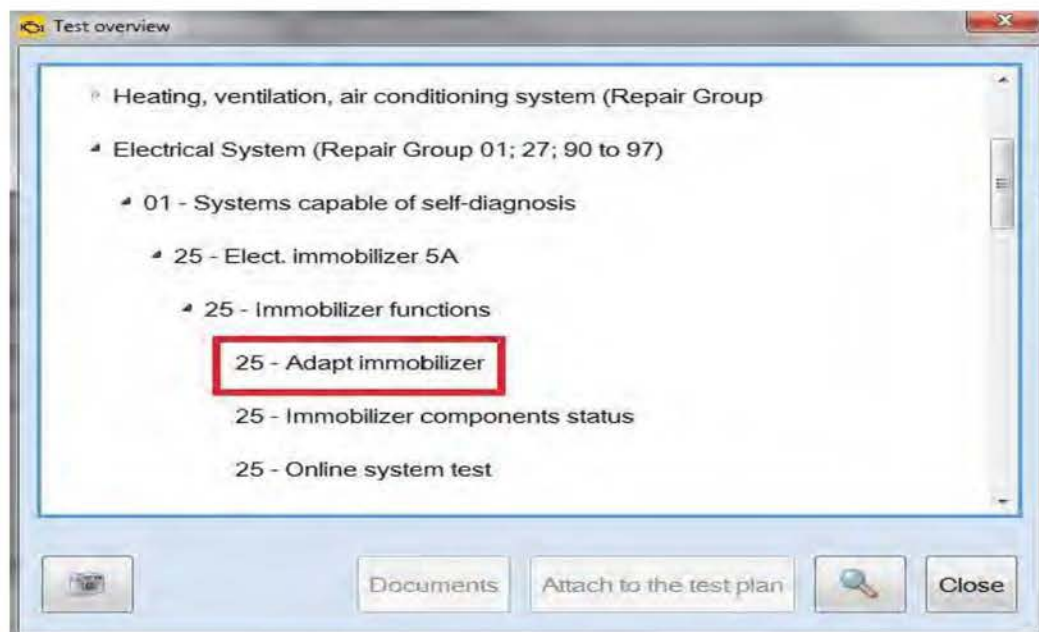 Test overview
Heating, ventilation, air conditioning system (Repair Group
Electrical System (Repair Group 01; 27; 90 to 97)
01 - Systems capable of self-diagnosis
25 - Elect. immobilizer 5A
25 - Immobilizer functions
25 - Adapt immobilizer
25 - Immobilizer components status
25 - Online system test
Documents Attach to the test plan Close